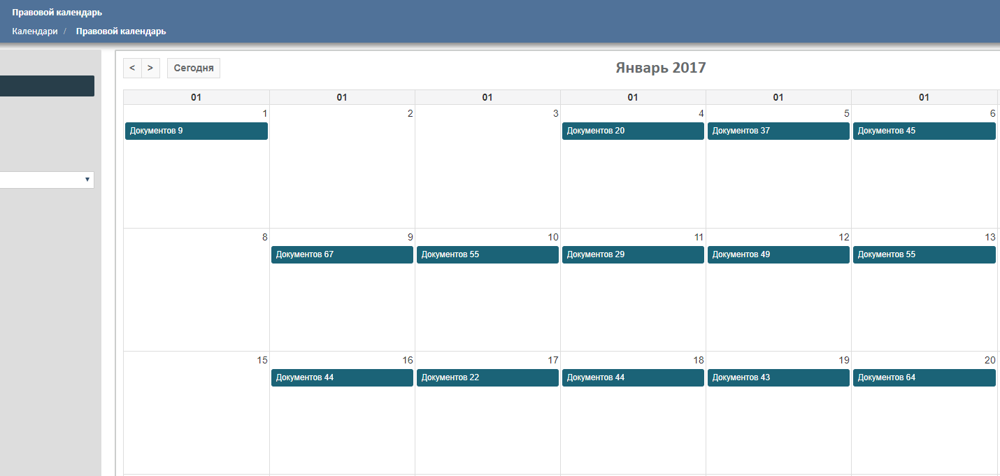 Правовой календарь
Календари / Правовой календарь
< > Сегодня Январь 2017
01 01 01 01 01 01
1 2 3 4 5 6
Документов 9 Документов 20 Документов 37 Документов 45
8 9 10 11 12 13
Документов 67 Документов 55 Документов 29 Документов 49 Документов 55
15 16 17 18 19 20
Документов 44 Документов 22 Документов 44 Документов 43 Документов 64